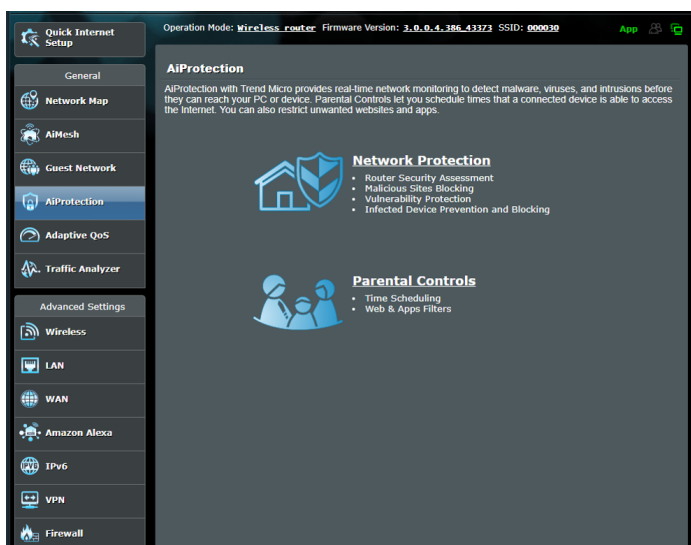 Quick Internet
Setup
Operation Mode: Wireless router Firmware Version: 3.0.0.4.386_43373 SSID: 000030
App
General
Network Map
AiMesh
Guest Network
AiProtection
Adaptive QoS
Traffic Analyzer
Advanced Settings
Wireless
LAN
WAN
Amazon Alexa
IPv6
IPv6
VPN
Firewall
AiProtection
AiProtection with Trend Micro provides real-time network monitoring to detect malware, viruses, and intrusions before
they can reach your PC or device. Parental Controls let you schedule times that a connected device is able to access
the Internet. You can also restrict unwanted websites and apps.
Network Protection
• Router Security Assessment
• Malicious Sites Blocking
• Vulnerability Protection
• Infected Device Prevention and Blocking
Parental Controls
• Time Scheduling
• Web & Apps Filters